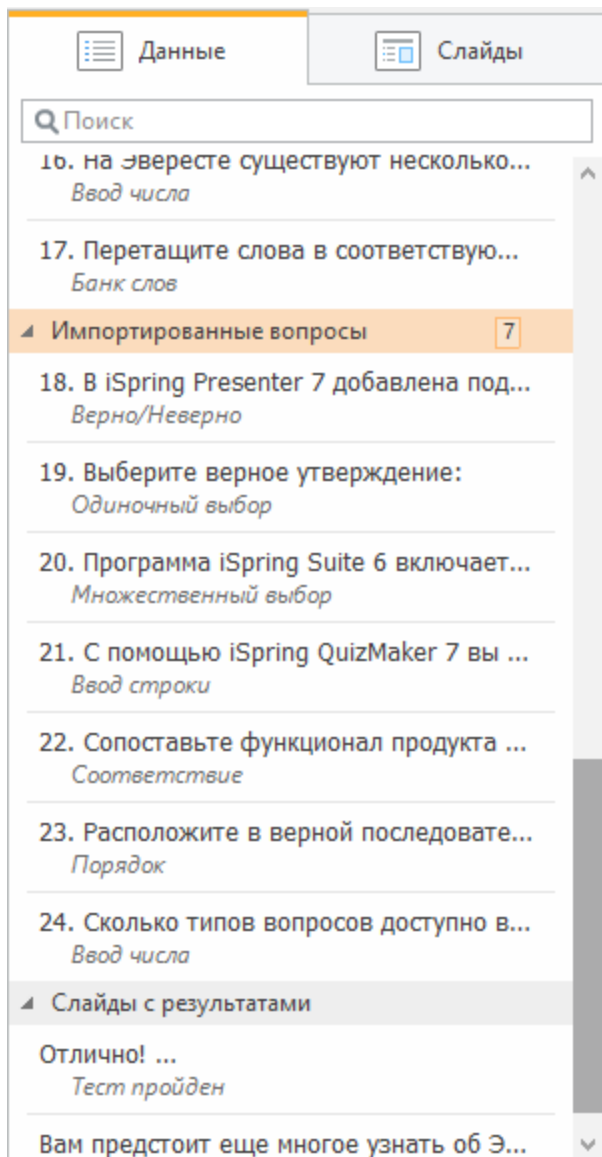 Данные
Слайды
Поиск
16. На Эвересте существуют несколько...
Ввод числа
17. Перетащите слова в соответствую...
Банк слов
Импортированные вопросы 7
18. В iSpring Presenter 7 добавлена под...
Верно/Неверно
19. Выберите верное утверждение:
Одиночный выбор
20. Программа iSpring Suite 6 включает...
Множественный выбор
21. С помощью iSpring QuizMaker 7 вы ...
Ввод строки
22. Сопоставьте функционал продукта ...
Соответствие
23. Расположите в верной последовате...
Порядок
24. Сколько типов вопросов доступно в...
Ввод числа
Слайды с результатами
Отлично! ...
Тест пройден
Вам предстоит еще многое узнать об Э...